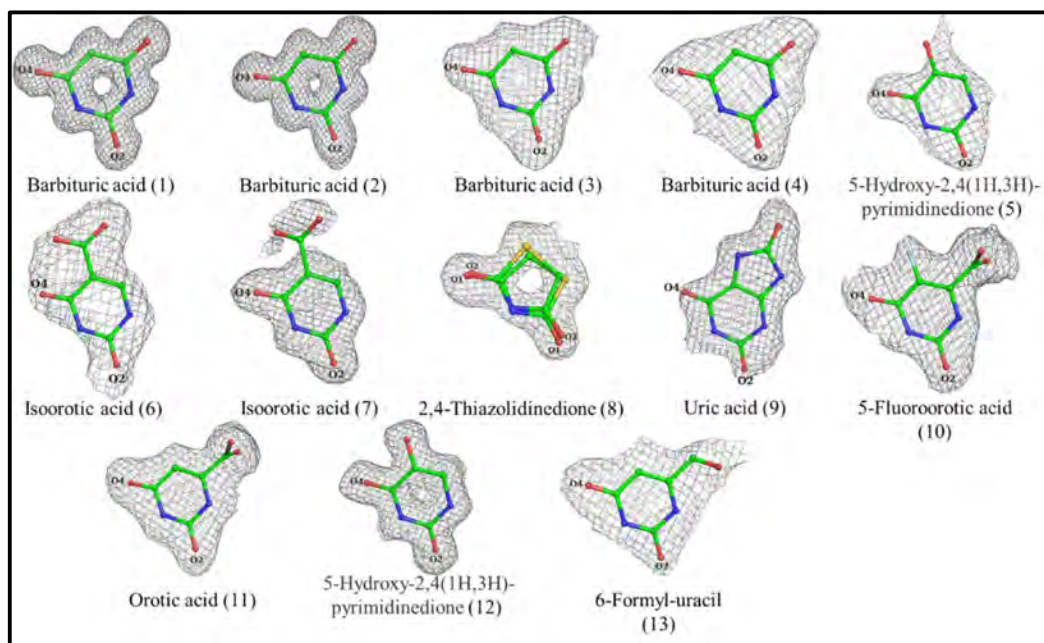 O4 O2
Barbituric acid (1)
O4 O2
Barbituric acid (2)
O4 O2
Barbituric acid (3)
O4 O2
Barbituric acid (4)
O4 O2
5-Hydroxy-2,4(1H,3H)-
pyrimidinedione (5)
O4 O2
Isoorotic acid (6)
O4 O2
Isoorotic acid (7)
O2
O1
O2
O1
2,4-Thiazolidinedione (8)
O4 O2
Uric acid (9)
O4 O2
5-Fluoroorotic acid
(10)
O4 O2
Orotic acid (11)
O4 O2
5-Hydroxy-2,4(1H,3H)-
pyrimidinedione (12)
O4 O2
6-Formyl-uracil
(13)